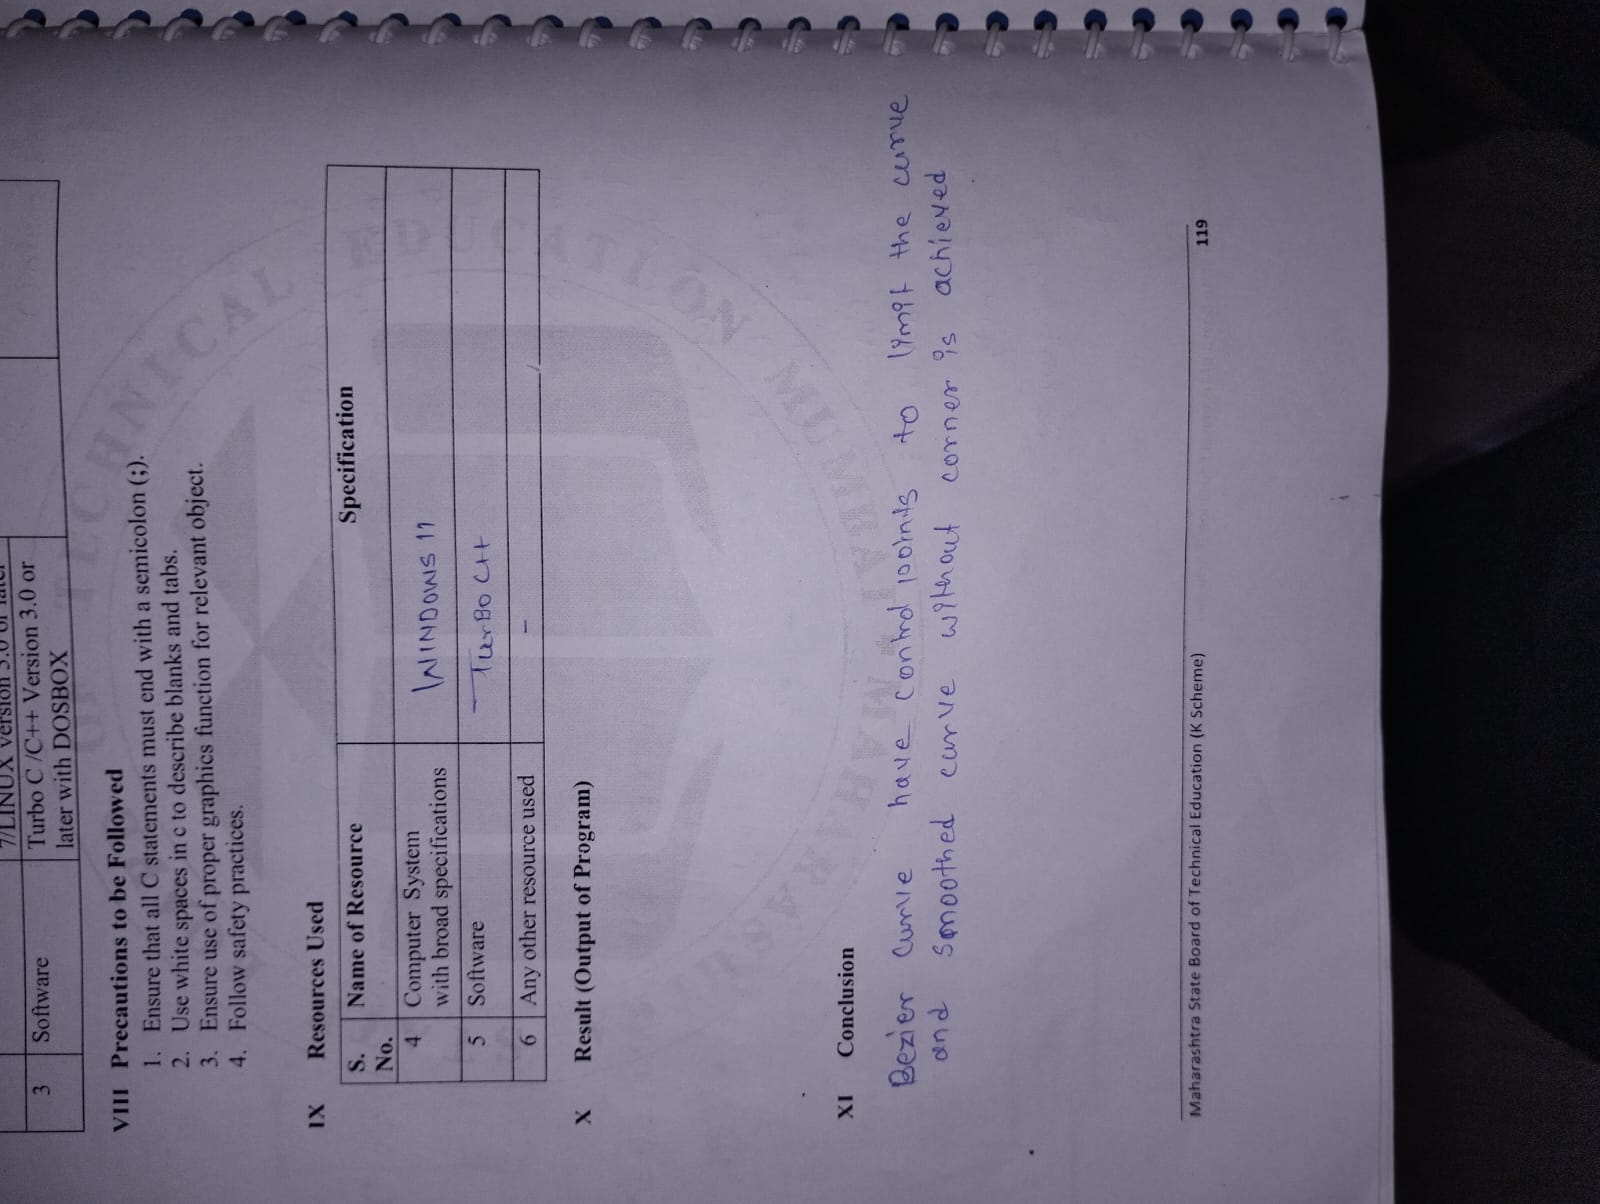 7/LINUX version 3.0 or later
3 Software Turbo C /C++ Version 3.0 or
later with DOSBOX
VIII Precautions to be Followed
1. Ensure that all C statements must end with a semicolon (;).
2. Use white spaces in c to describe blanks and tabs.
3. Ensure use of proper graphics function for relevant object.
4. Follow safety practices.
IX Resources Used
S. No. Name of Resource Specification
4 Computer System WINDOWS 11
with broad specifications
5 Software Turbo C++
6 Any other resource used -
X Result (Output of Program)
XI Conclusion
Bezier curve have control points to limit the curve
and smoothed curve without corner is achieved
Maharashtra State Board of Technical Education (K Scheme) 119